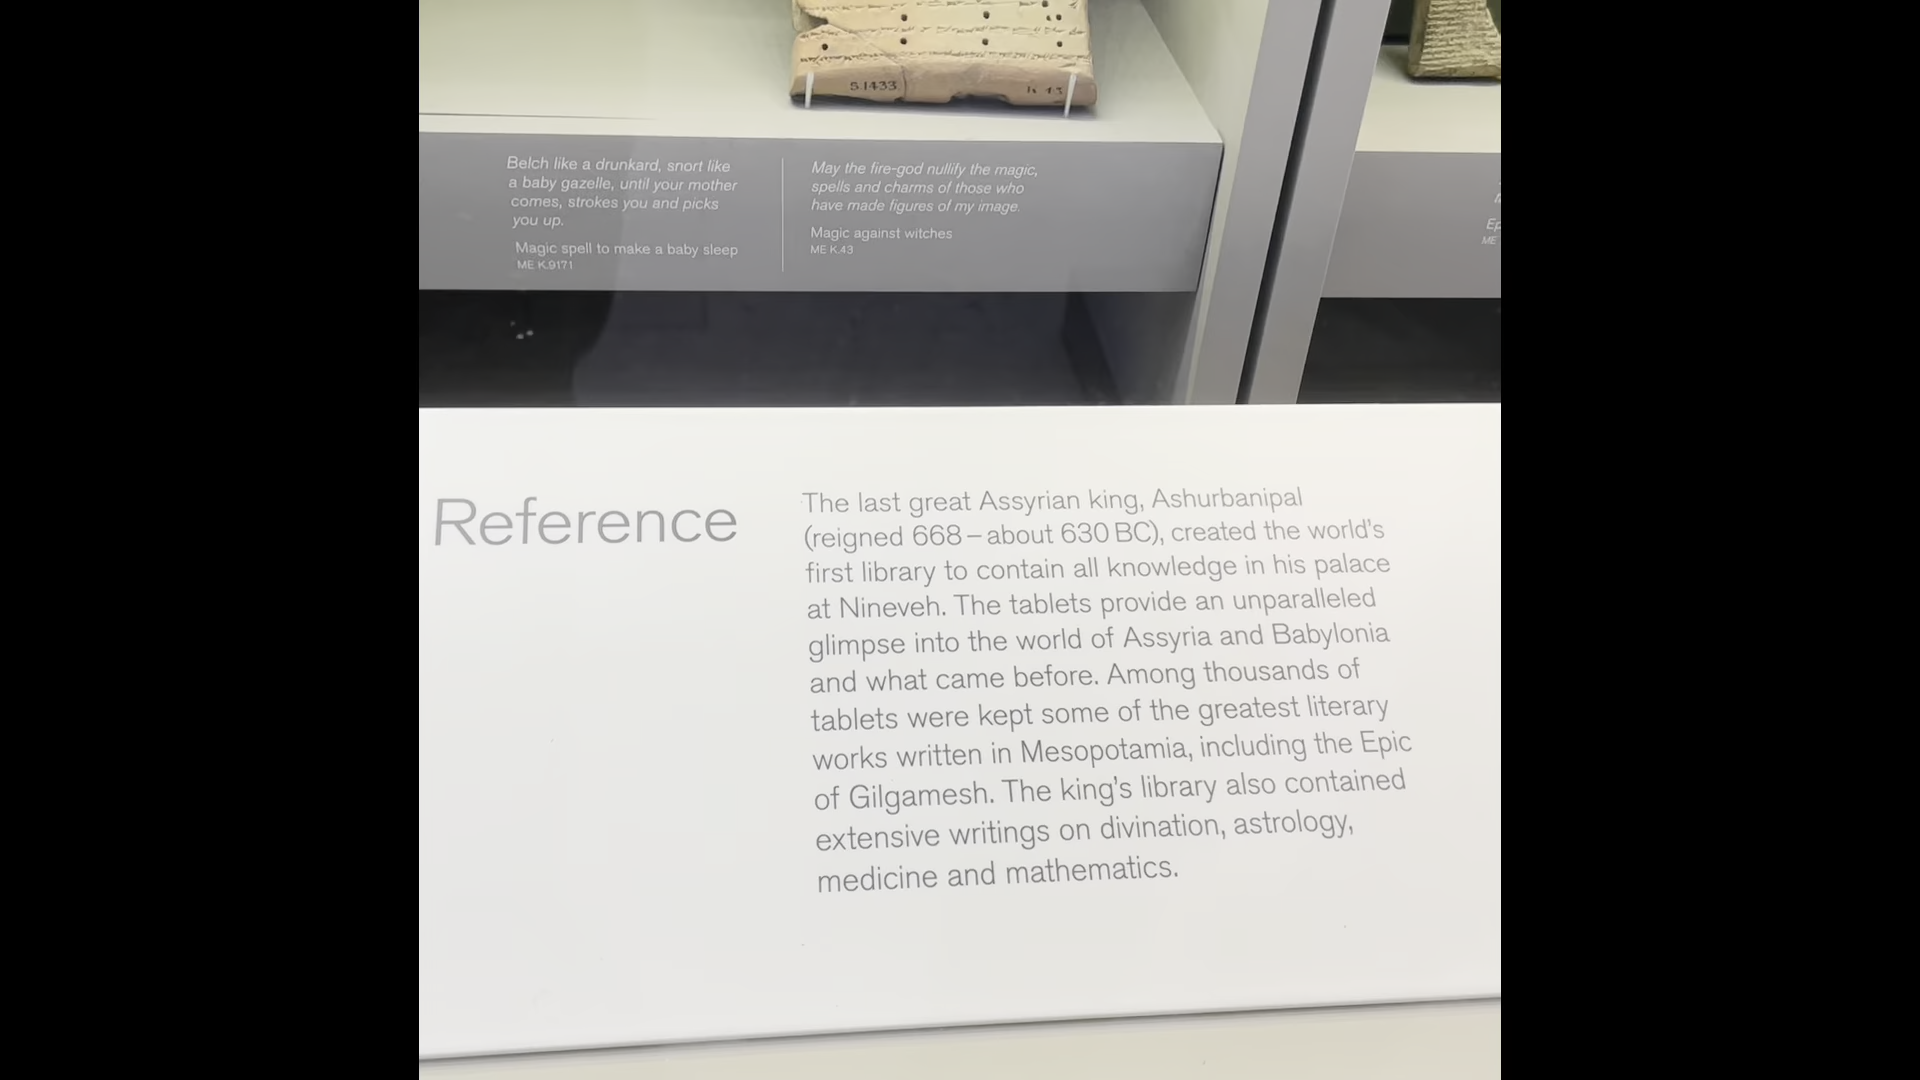 S.1433
K 43
Belch like a drunkard, snort like
a baby gazelle, until your mother
comes, strokes you and picks
you up.
Magic spell to make a baby sleep
ME K.9171
May the fire-god nullify the magic,
spells and charms of those who
have made figures of my image.
Magic against witches
ME K.43
Ep
ME
Reference
The last great Assyrian king, Ashurbanipal
(reigned 668 – about 630 BC), created the world's
first library to contain all knowledge in his palace
at Nineveh. The tablets provide an unparalleled
glimpse into the world of Assyria and Babylonia
and what came before. Among thousands of
tablets were kept some of the greatest literary
works written in Mesopotamia, including the Epic
of Gilgamesh. The king's library also contained
extensive writings on divination, astrology,
medicine and mathematics.